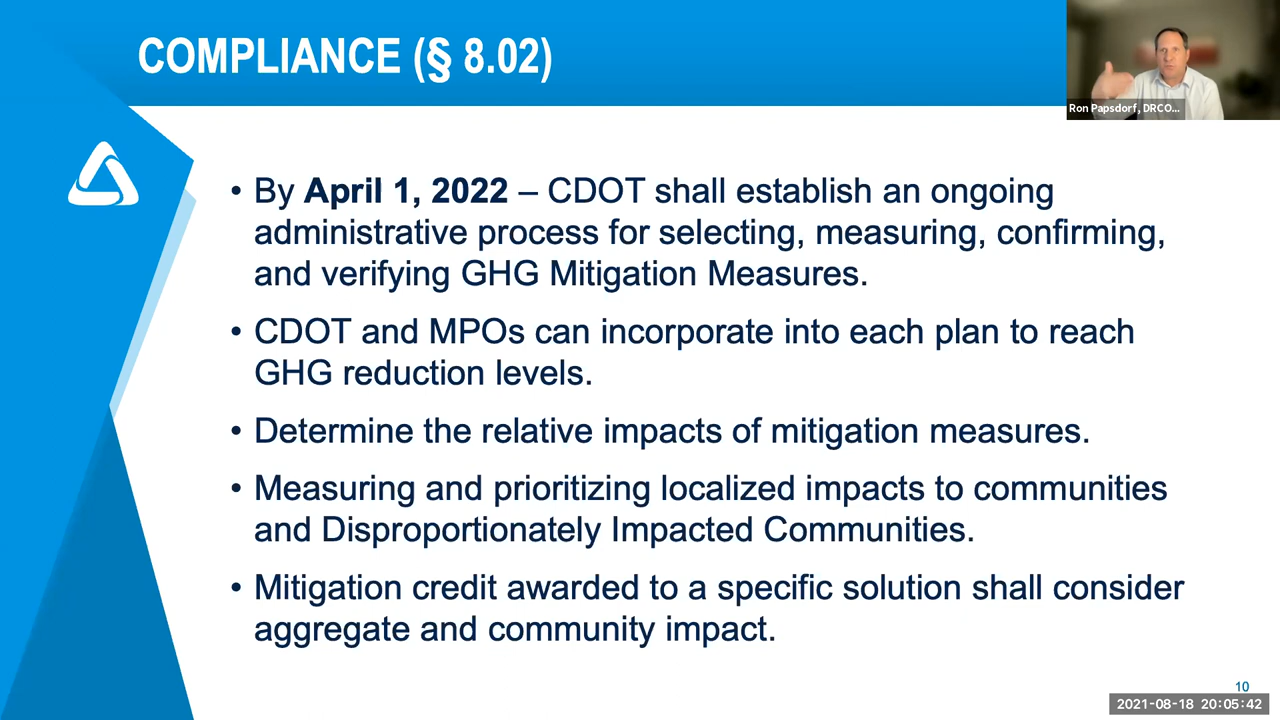 COMPLIANCE (§ 8.02)
Ron Papsdorf, DRCO...
• By April 1, 2022 – CDOT shall establish an ongoing
administrative process for selecting, measuring, confirming,
and verifying GHG Mitigation Measures.
• CDOT and MPOs can incorporate into each plan to reach
GHG reduction levels.
• Determine the relative impacts of mitigation measures.
• Measuring and prioritizing localized impacts to communities
and Disproportionately Impacted Communities.
• Mitigation credit awarded to a specific solution shall consider
aggregate and community impact.
10
2021-08-18 20:05:42